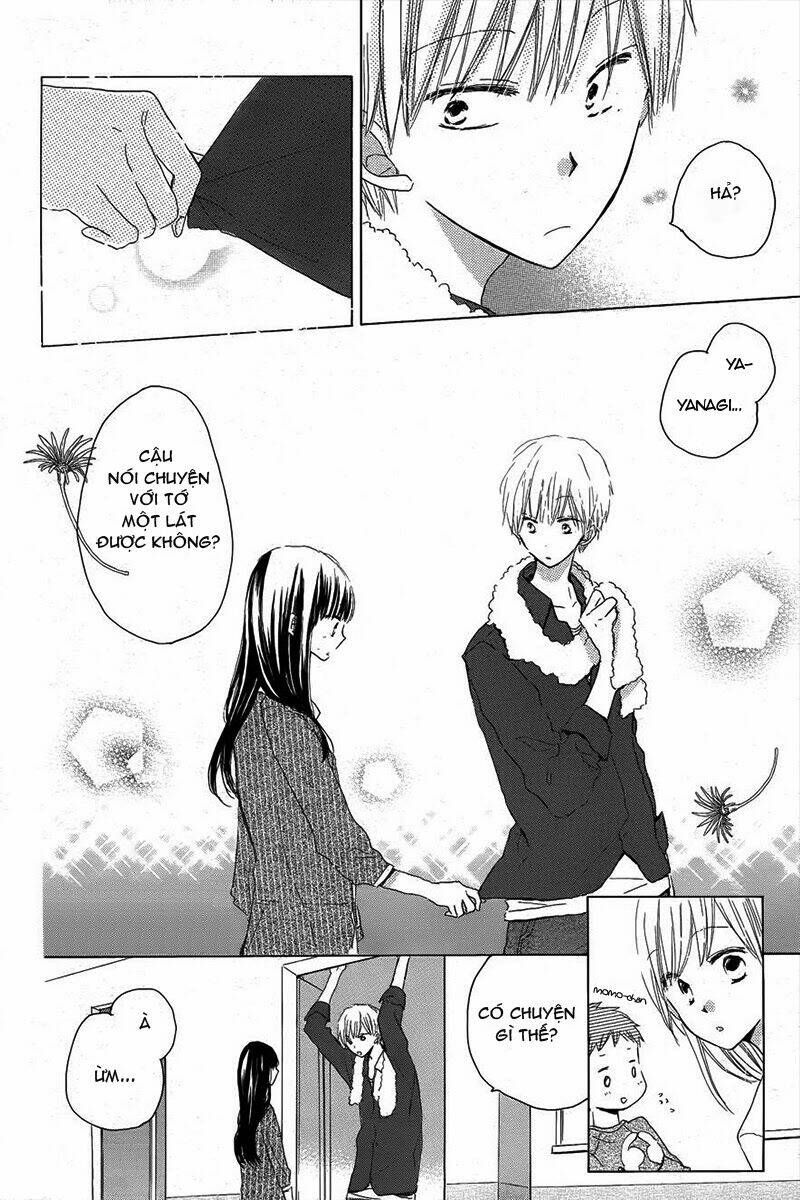 HẢ?
YA-
YANAGI...
CẬU
NÓI CHUYỆN
VỚI TỚ
MỘT LÁT
ĐƯỢC KHÔNG?
MOMO-chan
CÓ CHUYỆN
GÌ THẾ?
À
ỪM...